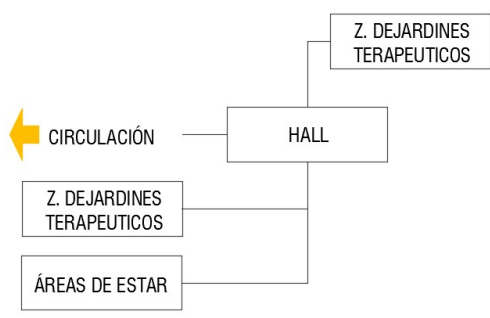 Z. DEJARDINES
TERAPEUTICOS
HALL
CIRCULACIÓN
Z. DEJARDINES
TERAPEUTICOS
ÁREAS DE ESTAR